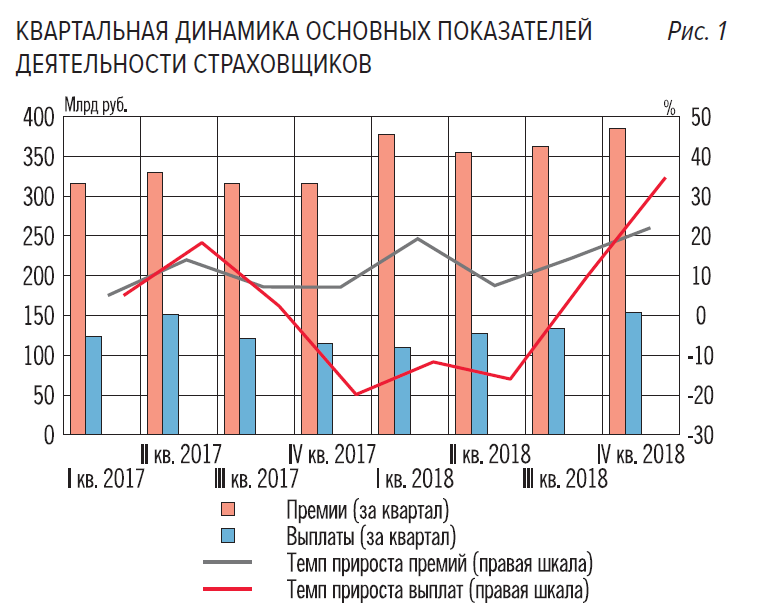 КВАРТАЛЬНАЯ ДИНАМИКА ОСНОВНЫХ ПОКАЗАТЕЛЕЙ
Рис. 1
ДЕЯТЕЛЬНОСТИ СТРАХОВЩИКОВ
Млрд руб.
%
400
50
350
40
300
30
250
20
200
10
150
0
100
-10
50
-20
0
-30
II кв. 2017
IV кв. 2017
II кв. 2018
IV кв. 2018
I кв. 2017
III кв. 2017
I кв. 2018
III кв. 2018
Премии (за квартал)
Выплаты (за квартал)
Темп прироста премий (правая шкала)
Темп прироста выплат (правая шкала)